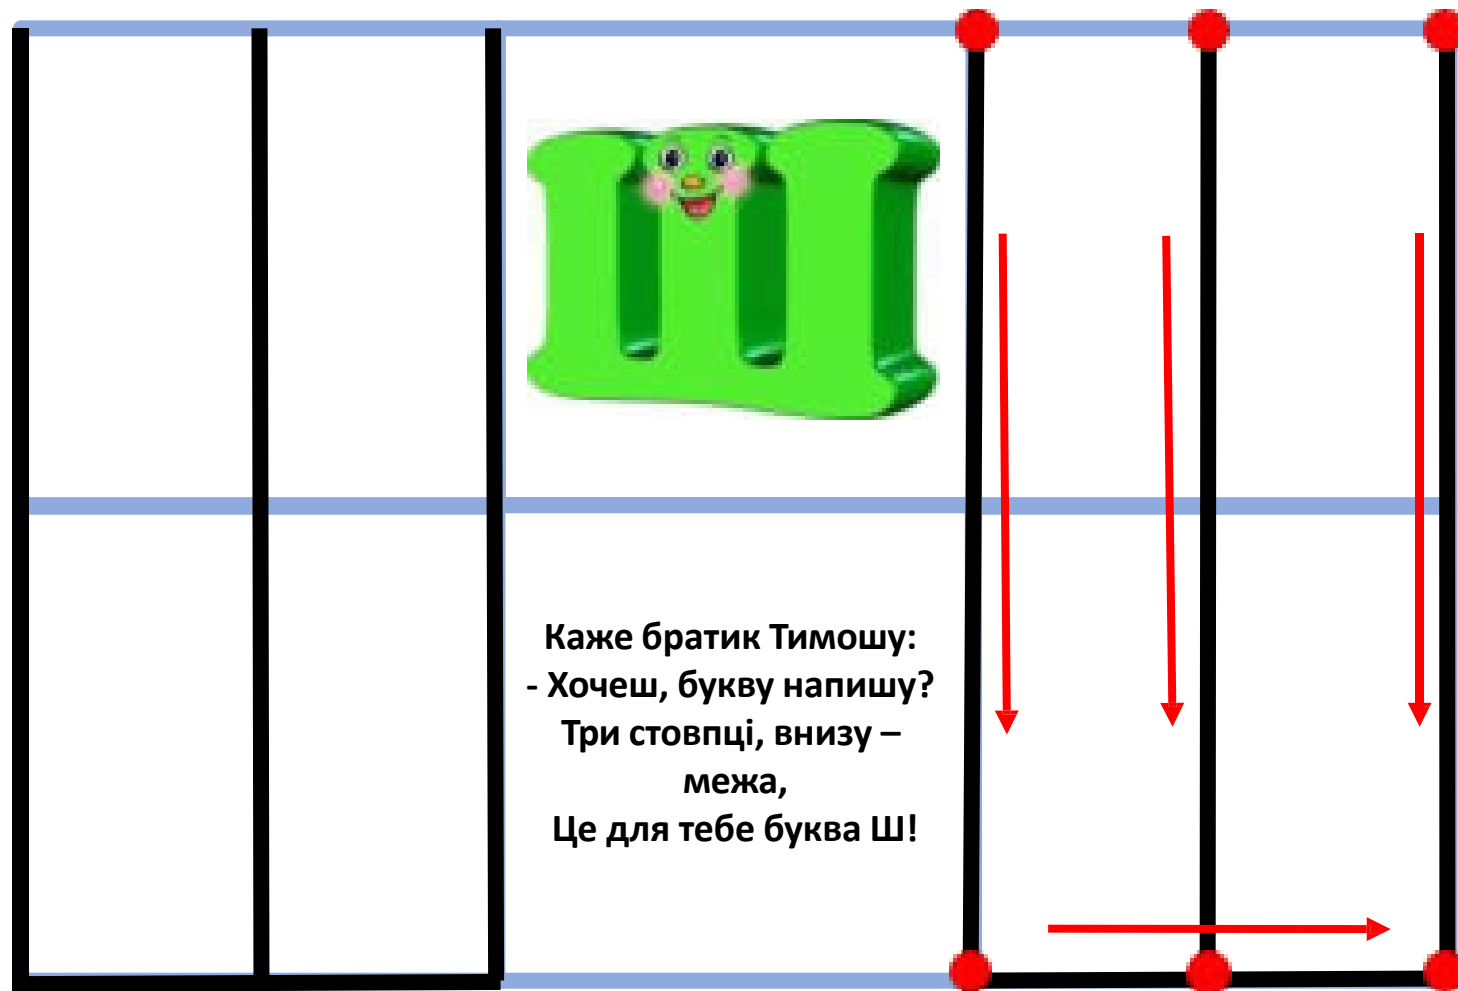 Ш
Каже братик Тимошу:
- Хочеш, букву напишу?
Три стовпці, внизу –
межа,
Це для тебе буква Ш!